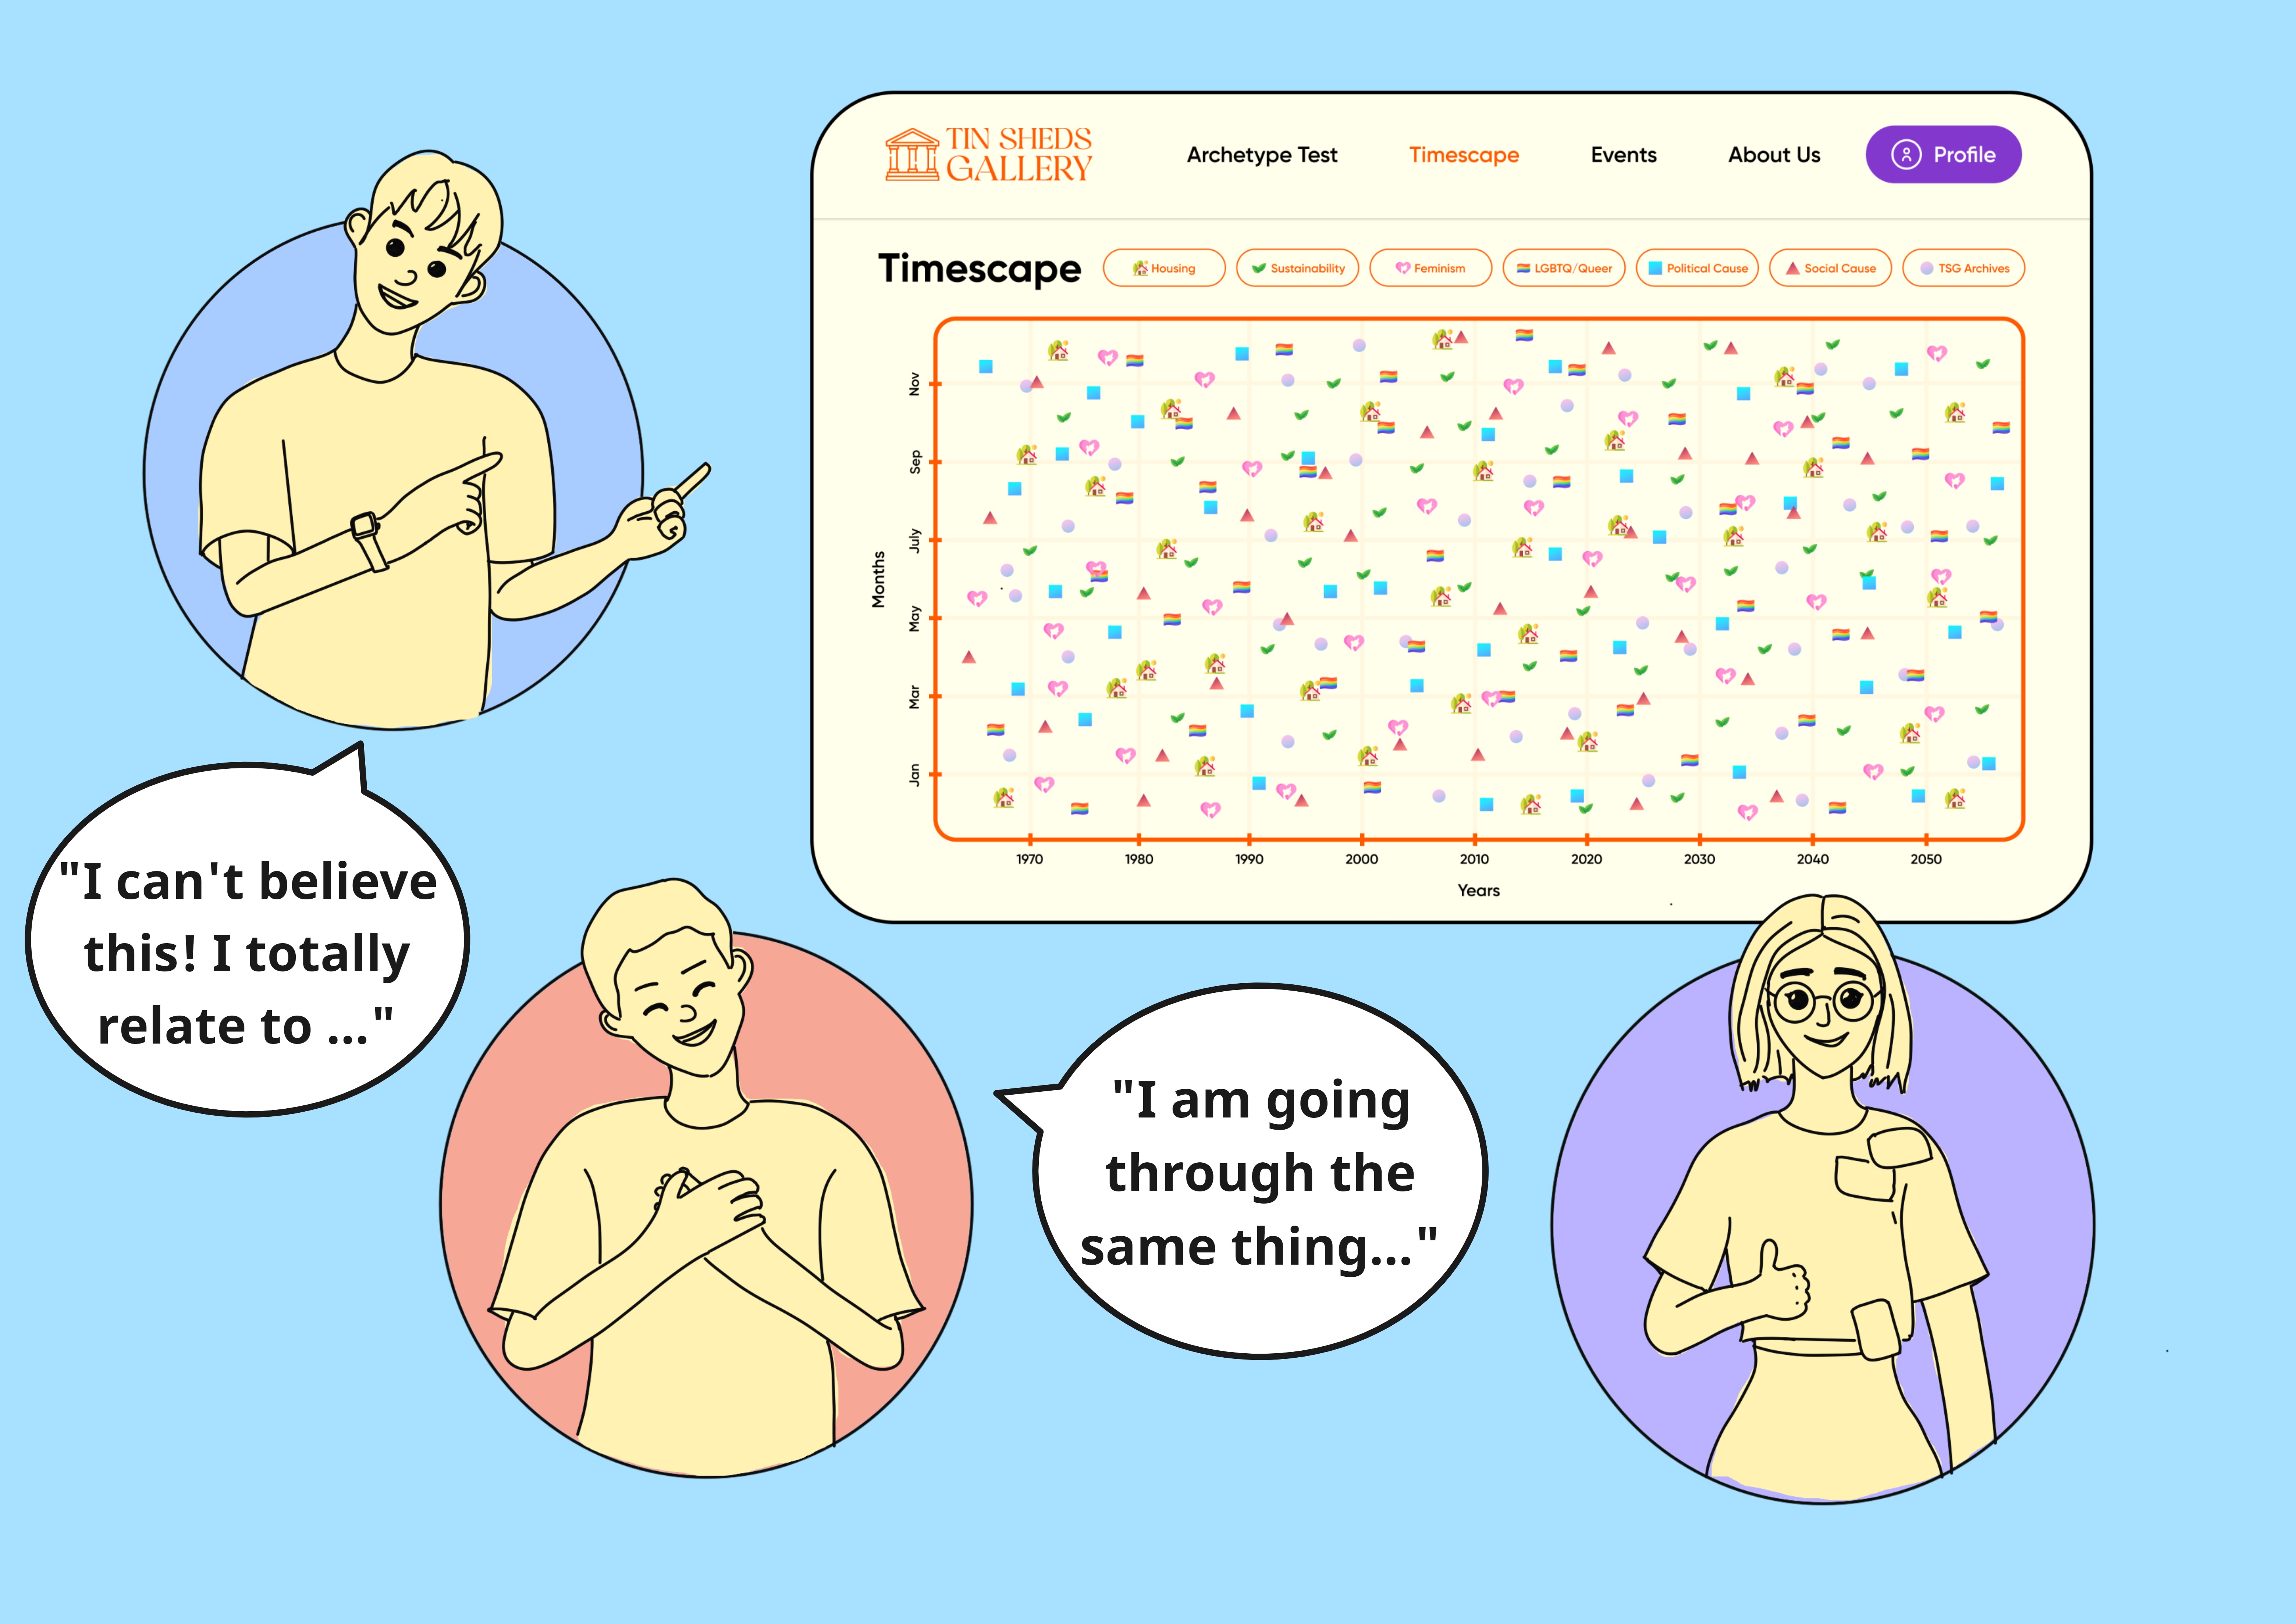 TIN SHEDS
GALLERY
Archetype Test
Timescape
Events
About Us
Profile
Timescape
Housing
Sustainability
Feminism
LGBTQ/Queer
Political Cause
Social Cause
TSG Archives
Months
Nov
Sep
July
May
Mar
Jan
1970
1980
1990
2000
2010
2020
2030
2040
2050
Years
"I can't believe
this! I totally
relate to ..."
"I am going
through the
same thing..."